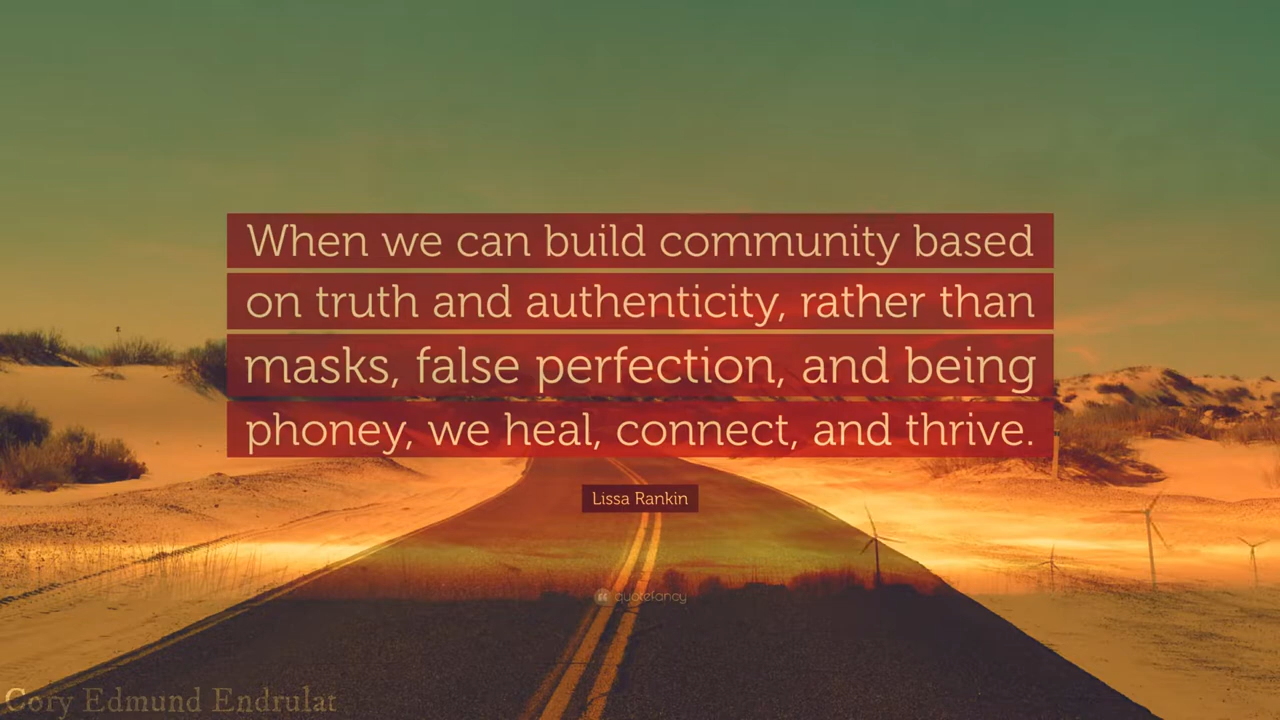 When we can build community based
on truth and authenticity, rather than
masks, false perfection, and being
phoney, we heal, connect, and thrive.
Lissa Rankin
quotefancy
Cory Edmund Endrulat